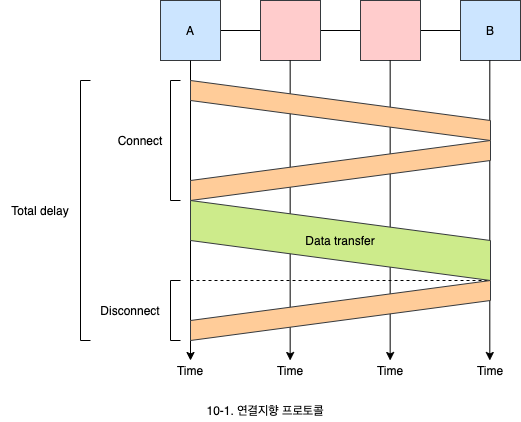 A
B
Connect
Total delay
Data transfer
Disconnect
Time
Time
Time
Time
10-1. 연결지향 프로토콜